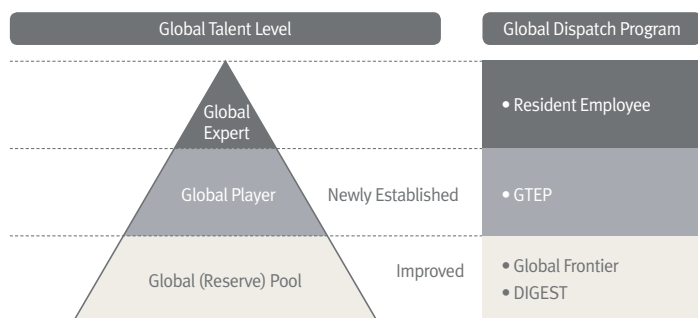 Global Talent Level
Global Dispatch Program
Global
Expert
• Resident Employee
Global Player
Newly Established
• GTEP
Global (Reserve) Pool
Improved
• Global Frontier
• DIGEST